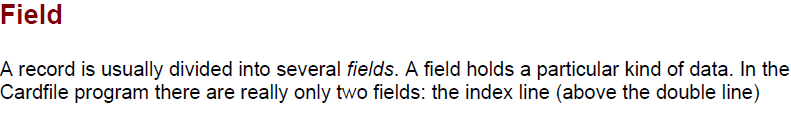 Field
A record is usually divided into several fields. A field holds a particular kind of data. In the
Cardfile program there are really only two fields: the index line (above the double line)